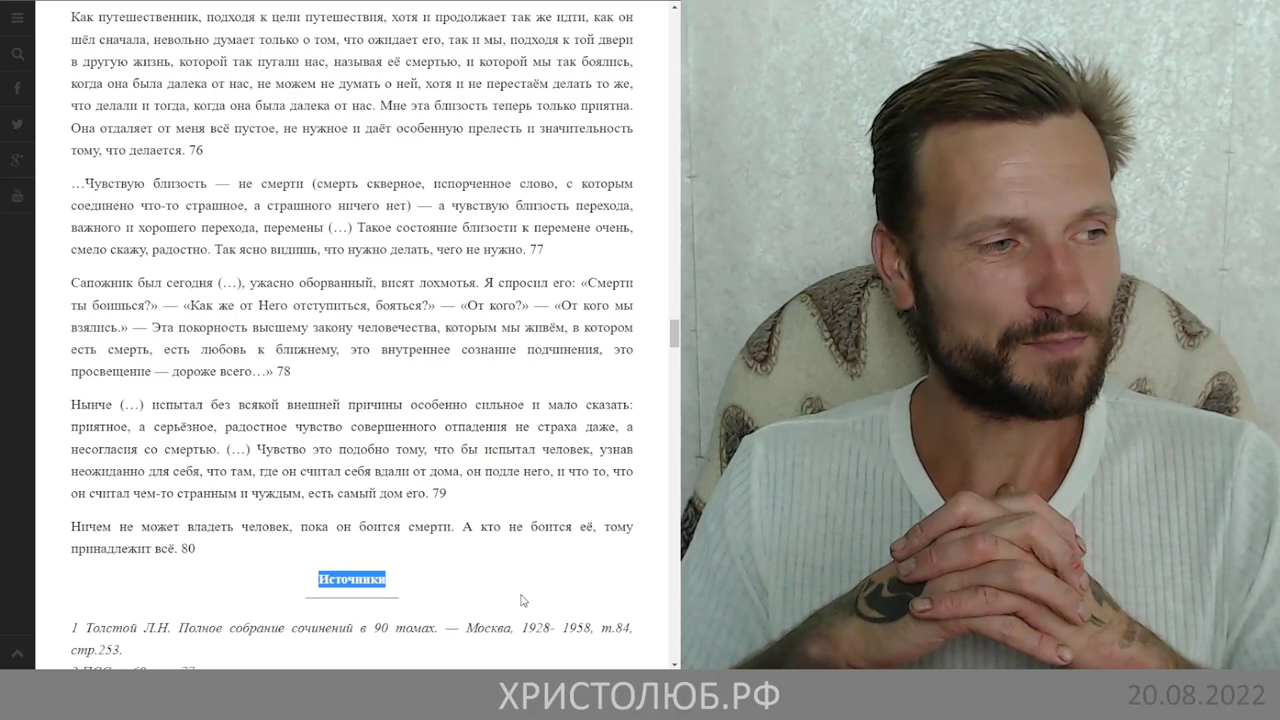 Как путешественник, подходя к цели путешествия, хотя и продолжает так же идти, как он
шёл сначала, невольно думает только о том, что ожидает его, так и мы, подходя к той двери
в другую жизнь, которой так пугали нас, называя её смертью, и которой мы так боялись,
когда она была далека от нас, не можем не думать о ней, хотя и не перестаём делать то же,
что делали и тогда, когда она была далека от нас. Мне эта близость теперь только приятна.
Она отдаляет от меня всё пустое, не нужное и даёт особенную прелесть и значительность
тому, что делается. 76
…Чувствую близость — не смерти (смерть скверное, испорченное слово, с которым
соединено что-то страшное, а страшного ничего нет) — а чувствую близость перехода,
важного и хорошего перехода, перемены (…) Такое состояние близости к перемене очень,
смело скажу, радостно. Так ясно видишь, что нужно делать, чего не нужно. 77
Сапожник был сегодня (…), ужасно оборванный, висят лохмотья. Я спросил его: «Смерти
ты боишься?» — «Как же от Него отступиться, бояться?» — «От кого?» — «От кого мы
взялись.» — Эта покорность высшему закону человечества, которым мы живём, в котором
есть смерть, есть любовь к ближнему, это внутреннее сознание подчинения, это
просвещение — дороже всего…» 78
Нынче (…) испытал без всякой внешней причины особенно сильное и мало сказать:
приятное, а серьёзное, радостное чувство совершенного отпадения не страха даже, а
несогласия со смертью. (…) Чувство это подобно тому, что бы испытал человек, узнав
неожиданно для себя, что там, где он считал себя вдали от дома, он подле него, и что то, что
он считал чем-то странным и чуждым, есть самый дом его. 79
Ничем не может владеть человек, пока он боится смерти. А кто не боится её, тому
принадлежит всё. 80
Источники
1 Толстой Л.Н. Полное собрание сочинений в 90 томах. — Москва, 1928- 1958, т.84,
стр.253.
ХРИСТОЛЮБ.РФ
20.08.2022